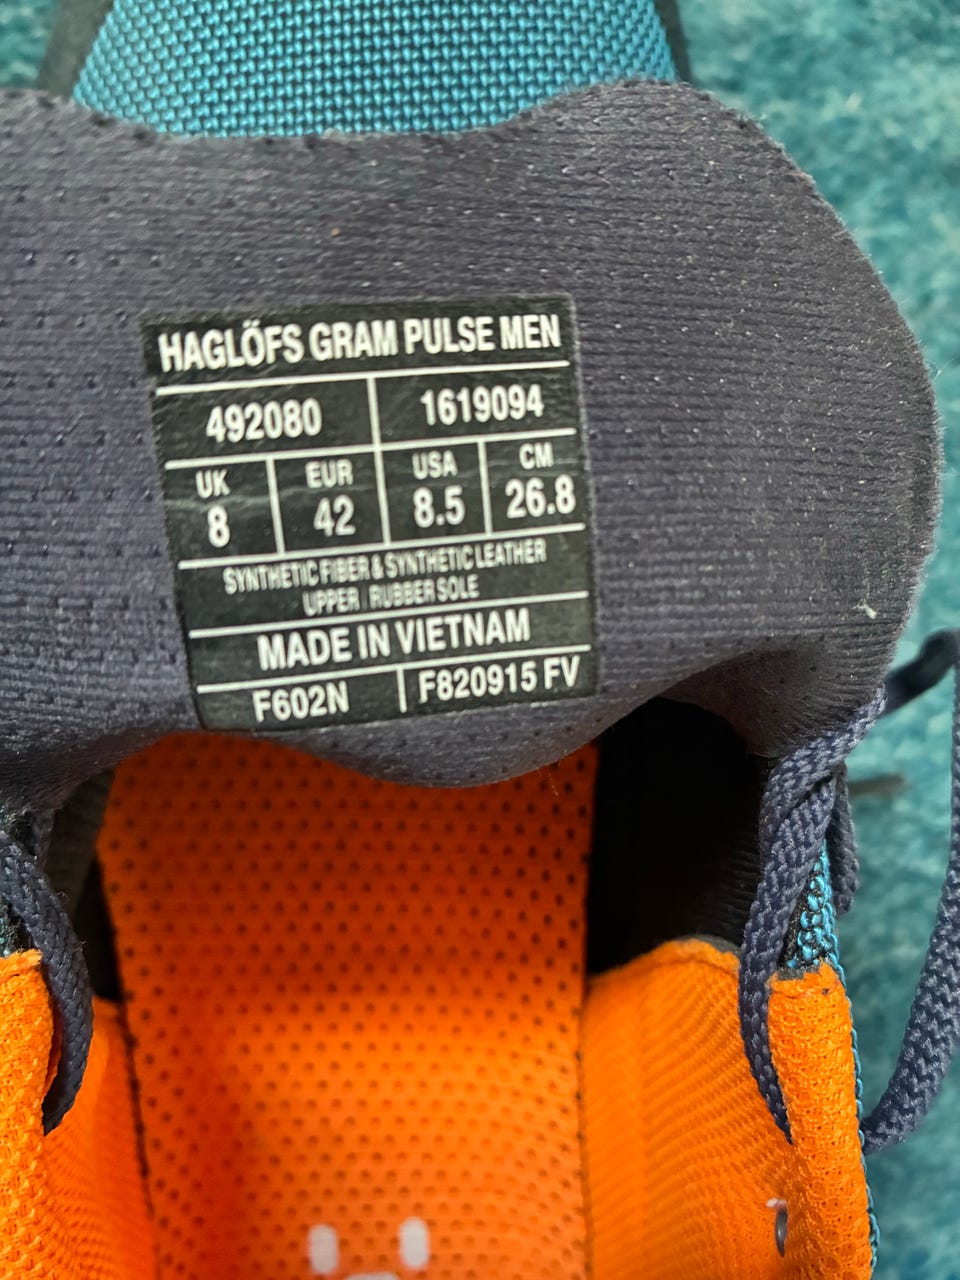 HAGLÖFS GRAM PULSE MEN
492080 1619094
UK EUR USA CM
8 42 8.5 26.8
SYNTHETIC FIBER & SYNTHETIC LEATHER
UPPER / RUBBER SOLE
MADE IN VIETNAM
F602N F820915 FV